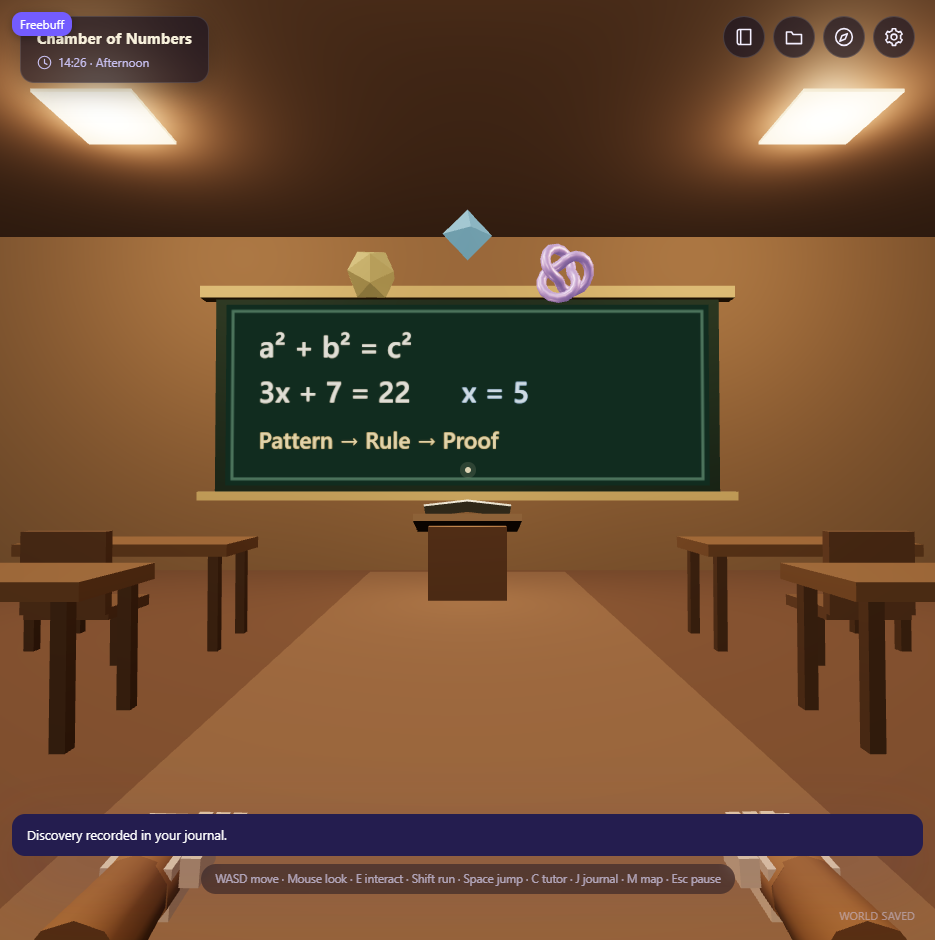 Freebuff
Chamber of Numbers
14:26 · Afternoon
a² + b² = c²
3x + 7 = 22 x = 5
Pattern → Rule → Proof
Discovery recorded in your journal.
WASD move · Mouse look · E interact · Shift run · Space jump · C tutor · J journal · M map · Esc pause
WORLD SAVED